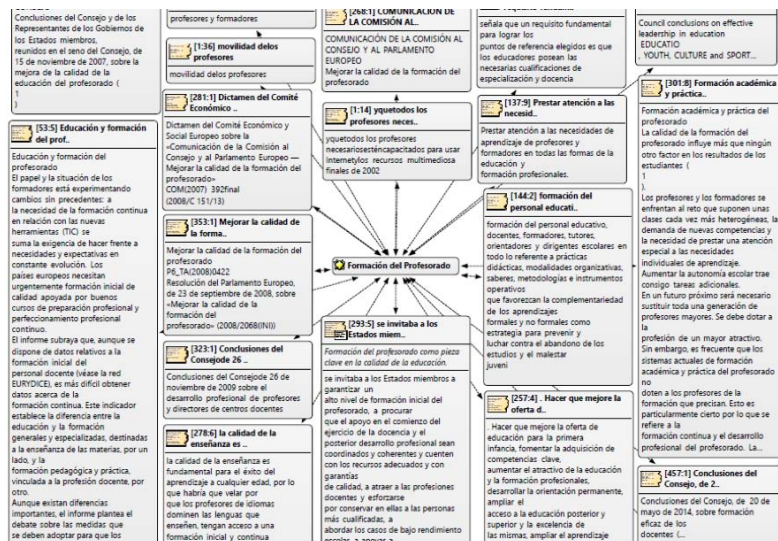 Conclusiones del Consejo y de los
Representantes de los Gobiernos de
los Estados miembros,
reunidos en el seno del Consejo, de
15 de noviembre de 2007, sobre la
mejora de la calidad de la
educación del profesorado (
1
)
[53:5] Educación y formación
del prof..
Educación y formación del
profesorado
El papel y la situación de los
formadores está experimentando
cambios sin precedentes: a
la necesidad de la formación continua
en relación con las nuevas
herramientas (TIC) se
suma la exigencia de hacer frente a
necesidades y expectativas en
constante evolución. Los
países europeos necesitan
urgentemente formación inicial de
calidad apoyada por buenos
cursos de preparación profesional y
perfeccionamiento profesional
continuo.
El informe subraya que, aunque se
dispone de datos relativos a la
formación inicial del
personal docente (véase la red
EURYDICE), es más difícil obtener
datos acerca de la
formación continua. Este indicador
establece la diferencia entre la
educación y la formación
generales y especializadas, destinadas
a la enseñanza de las materias, por un
lado, y la
formación pedagógica y práctica,
vinculada a la profesión docente, por
otro.
Aunque existan diferencias
importantes, el informe plantea el
debate sobre las medidas que
se deben adoptar para que los
profesores y formadores
[1:36] movilidad delos
profesores
movilidad delos profesores
[281:1] Dictamen del Comité
Económico ..
Dictamen del Comité Económico y
Social Europeo sobre la
«Comunicación de la Comisión al
Consejo y al Parlamento Europeo —
Mejorar la calidad de la formación del
profesorado»
COM(2007) 392final
(2008/C 151/13)
[353:1] Mejorar la calidad de
la forma..
Mejorar la calidad de la formación del
profesorado
P6_TA(2008)0422
Resolución del Parlamento Europeo,
de 23 de septiembre de 2008, sobre
«Mejorar la calidad de la
formación del
profesorado» (2008/2068(INI))
[323:1] Conclusiones del
Consejode 26 ..
Conclusiones del Consejode 26 de
noviembre de 2009 sobre el
desarrollo profesional de profesores
y directores de centros docentes
[278:6] la calidad de la
enseñanza es ..
la calidad de la enseñanza es
fundamental para el éxito del
aprendizaje a cualquier edad, por lo
que habría que velar por
que los profesores de idiomas
dominen las lenguas que
enseñen, tengan acceso a una
formación inicial y continua
[268:1] COMUNICACIÓN DE
LA COMISIÓN AL..
COMUNICACIÓN DE LA COMISIÓN AL
CONSEJO Y AL PARLAMENTO
EUROPEO
Mejorar la calidad de la formación del
profesorado
[1:14] yquetodos los
profesores neces..
yquetodos los profesores
necesariosesténcapacitados para usar
Internetylos recursos multimediosa
finales de 2002
Formación del Profesorado
[293:5] se invitaba a los
Estados miem..
Formación del profesorado como pieza
clave en la calidad de la educación.
se invitaba a los Estados miembros a
garantizar un
alto nivel de formación inicial del
profesorado, a procurar
que el apoyo en el comienzo del
ejercicio de la docencia y el
posterior desarrollo profesional sean
coordinados y coherentes y cuenten
con los recursos adecuados y con
garantías
de calidad, a atraer a las profesiones
docentes y esforzarse
por conservar en ellas a las personas
más cualificadas, a
abordar los casos de bajo rendimiento
señala que un requisito fundamental
para lograr los
puntos de referencia elegidos es que
los educadores posean las
necesarias cualificaciones de
especialización y docencia
[137:9] Prestar atención a las
necesid..
Prestar atención a las necesidades de
aprendizaje de profesores y
formadores en todas las formas de la
educación y
formación profesionales.
[144:2] formación del
personal educati..
formación del personal educativo,
docentes, formadores, tutores,
orientadores y dirigentes escolares en
todo lo referente a prácticas
didácticas, modalidades organizativas,
saberes, metodologías e instrumentos
operativos
que favorezcan la complementariedad
de los aprendizajes
formales y no formales como
estrategia para prevenir y
luchar contra el abandono de los
estudios y el malestar
juveni
[257:4] . Hacer que mejore la
oferta d..
. Hacer que mejore la oferta de
educación para la primera
infancia, fomentar la adquisición de
competencias clave,
aumentar el atractivo de la educación
y la formación profesionales,
desarrollar la orientación permanente,
ampliar el
acceso a la educación posterior y
superior y la excelencia de
las mismas, ampliar el aprendizaje
Council conclusions on effective
leadership in education
EDUCATIO
, YOUTH, CULTURE and SPORT...
[301:8] Formación académica
y práctica..
Formación académica y práctica del
profesorado
La calidad de la formación del
profesorado influye más que ningún
otro factor en los resultados de los
estudiantes (
1
).
Los profesores y los formadores se
enfrentan al reto que suponen unas
clases cada vez más heterogéneas, la
demanda de nuevas competencias y
la necesidad de prestar una atención
especial a las necesidades
individuales de aprendizaje.
Aumentar la autonomía escolar trae
consigo tareas adicionales.
En un futuro próximo será necesario
sustituir toda una generación de
profesores mayores. Se debe dotar a
la
profesión de un mayor atractivo.
Sin embargo, es frecuente que los
sistemas actuales de formación
académica y práctica del profesorado
no
doten a los profesores de la
formación que precisan. Esto es
particularmente cierto por lo que se
refiere a la
formación continua y el desarrollo
profesional del profesorado. La...
[457:1] Conclusiones del
Consejo, de 2..
Conclusiones del Consejo, de 20 de
mayo de 2014, sobre formación
eficaz de los
docentes (...